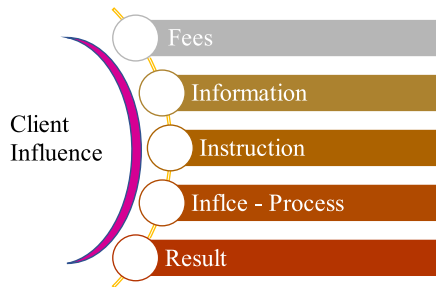 Fees
Information
Client
Influence
Instruction
Inflce - Process
Result